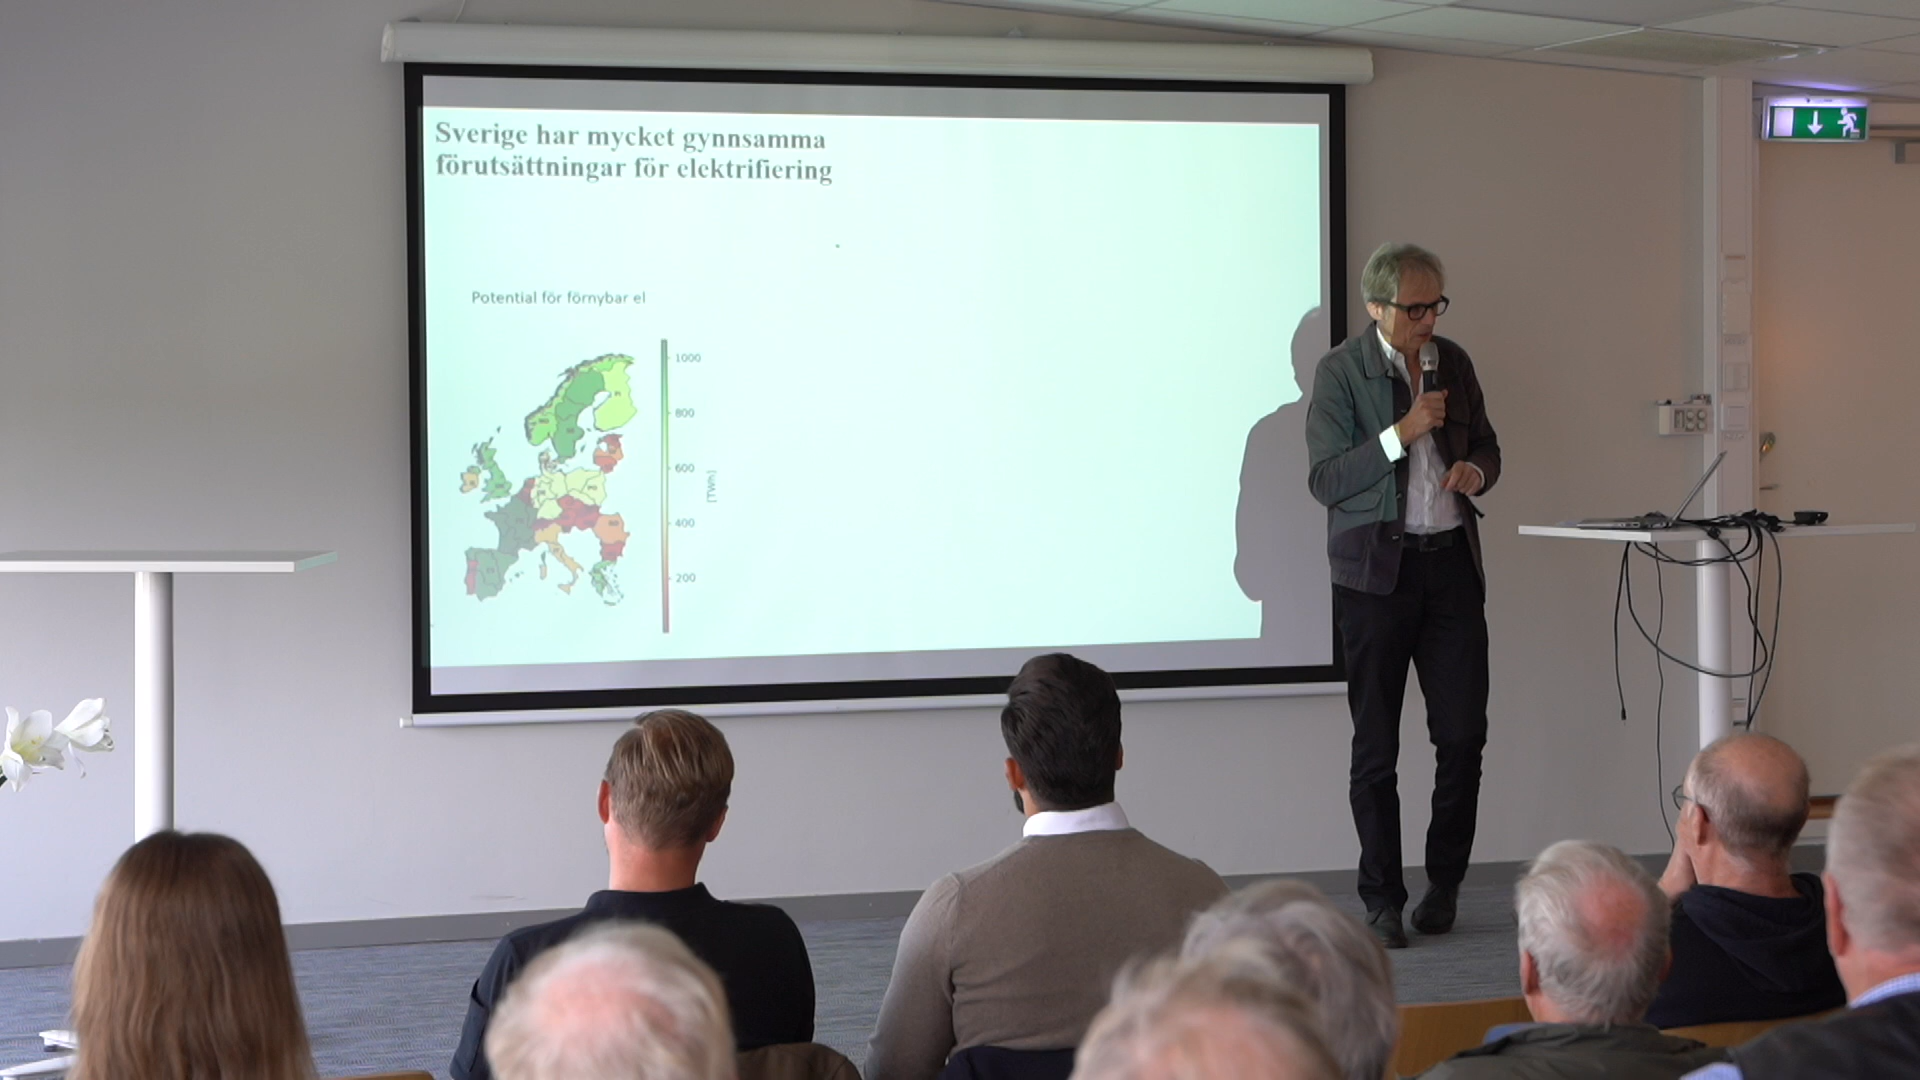 Sverige har mycket gynnsamma
förutsättningar för elektrifiering
Potential för förnybar el
1000
800
600
400
200
[TWh]